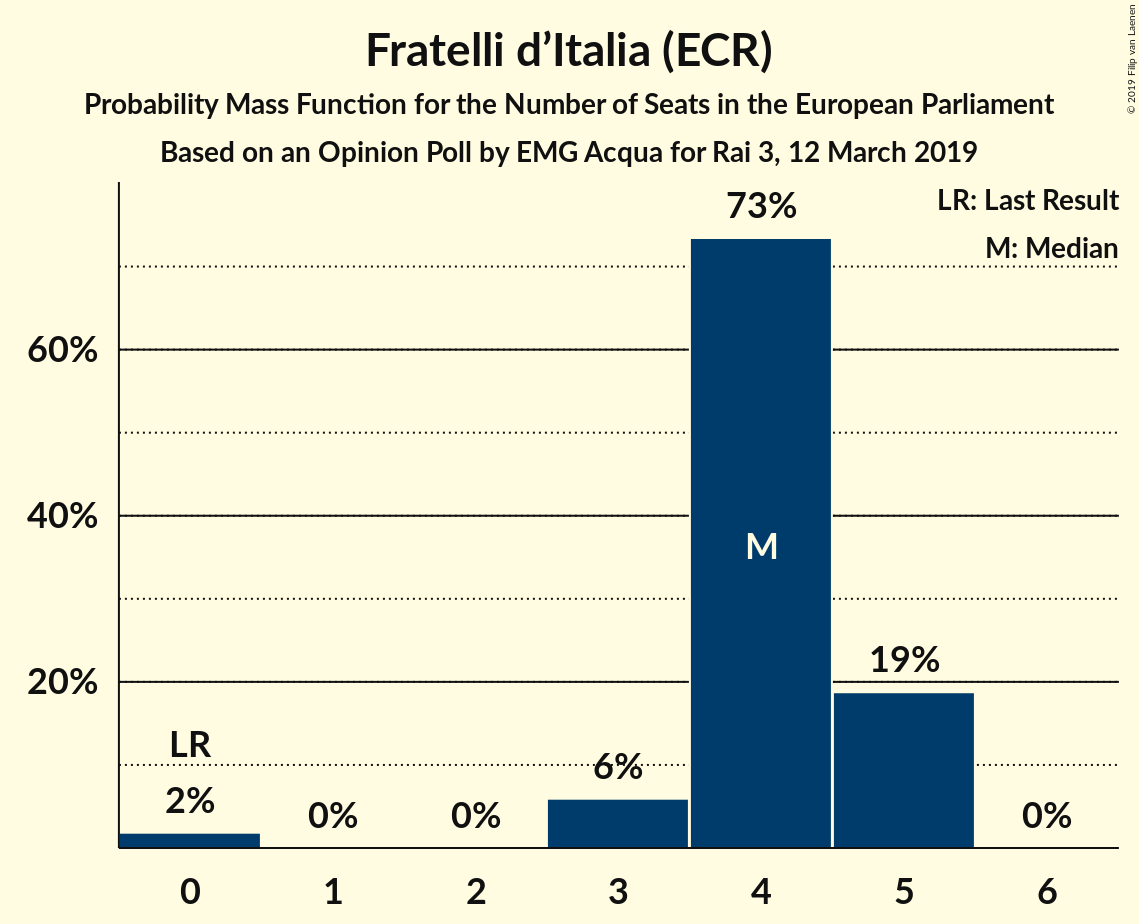 Fratelli d’Italia (ECR)
Probability Mass Function for the Number of Seats in the European Parliament
Based on an Opinion Poll by EMG Acqua for Rai 3, 12 March 2019
© 2019 Filip van Laenen
LR: Last Result
M: Median
73%
60%
40%
20%
M
19%
LR
6%
2%
0%
0%
0%
0
1
2
3
4
5
6